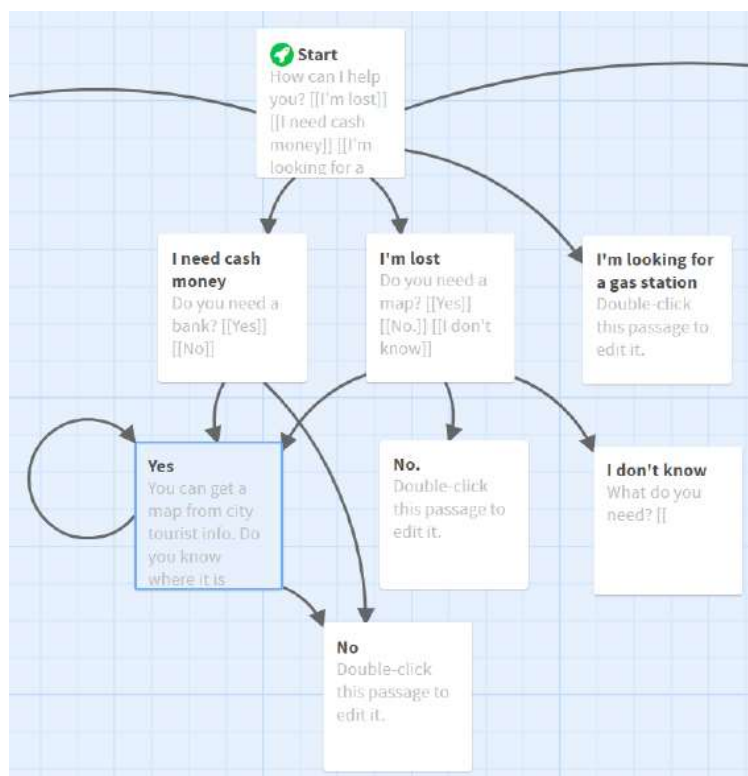 Start
How can I help
you? [[I'm lost]]
[[I need cash
money]] [[I'm
looking for a
I need cash
money
Do you need a
bank? [[Yes]]
[[No]]
I'm lost
Do you need a
map? [[Yes]]
[[No.]] [[I don't
know]]
I'm looking for
a gas station
Double-click
this passage to
edit it.
Yes
You can get a
map from city
tourist info. Do
you know
where it is
No.
Double-click
this passage to
edit it.
I don't know
What do you
need? [[
No
Double-click
this passage to
edit it.